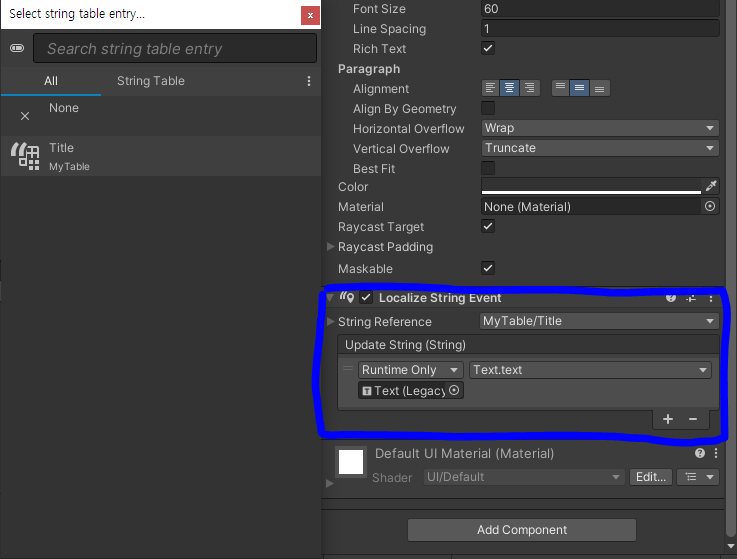 Select string table entry...
x
Search string table entry
All
String Table
None
Title
MyTable
Font Size
60
Line Spacing
1
Rich Text
Paragraph
Alignment
Align By Geometry
Horizontal Overflow
Wrap
Vertical Overflow
Truncate
Best Fit
Color
Material
None (Material)
Raycast Target
Raycast Padding
Maskable
Localize String Event
String Reference
MyTable/Title
Update String (String)
Runtime Only
Text.text
T Text (Legacy
Default UI Material (Material)
Shader
UI/Default
Edit...
Add Component